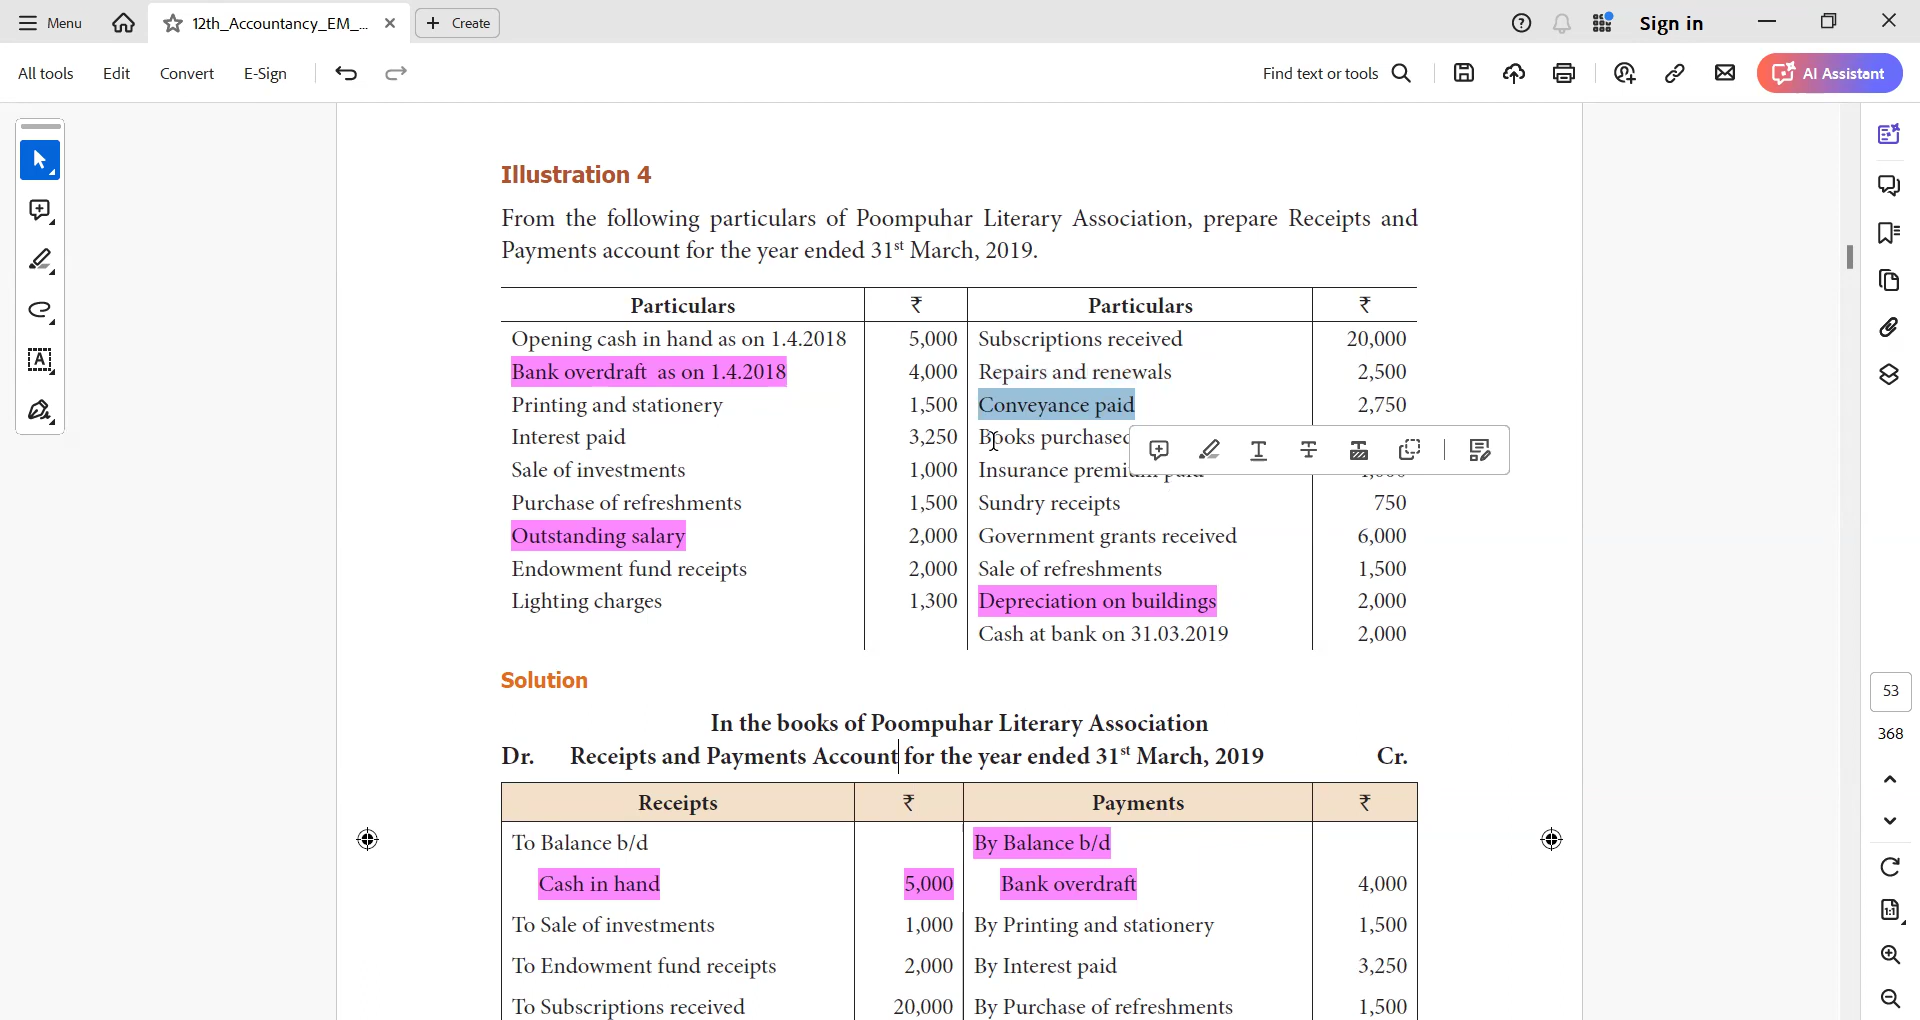 Menu
12th_Accountancy_EM_...
Create
Sign in
All tools Edit Convert E-Sign
Find text or tools
AI Assistant
Illustration 4
From the following particulars of Poompuhar Literary Association, prepare Receipts and
Payments account for the year ended 31st March, 2019.
Particulars ₹ Particulars ₹
Opening cash in hand as on 1.4.2018 5,000 Subscriptions received 20,000
Bank overdraft as on 1.4.2018 4,000 Repairs and renewals 2,500
Printing and stationery 1,500 Conveyance paid 2,750
Interest paid 3,250 Books purchased
Sale of investments 1,000 Insurance
Purchase of refreshments 1,500 Sundry receipts 750
Outstanding salary 2,000 Government grants received 6,000
Endowment fund receipts 2,000 Sale of refreshments 1,500
Lighting charges 1,300 Depreciation on buildings 2,000
Cash at bank on 31.03.2019 2,000
Solution
In the books of Poompuhar Literary Association
Dr. Receipts and Payments Account for the year ended 31st March, 2019 Cr.
Receipts ₹ Payments ₹
To Balance b/d By Balance b/d
Cash in hand 5,000 Bank overdraft 4,000
To Sale of investments 1,000 By Printing and stationery 1,500
To Endowment fund receipts 2,000 By Interest paid 3,250
To Subscriptions received 20,000 By Purchase of refreshments 1,500
53
368